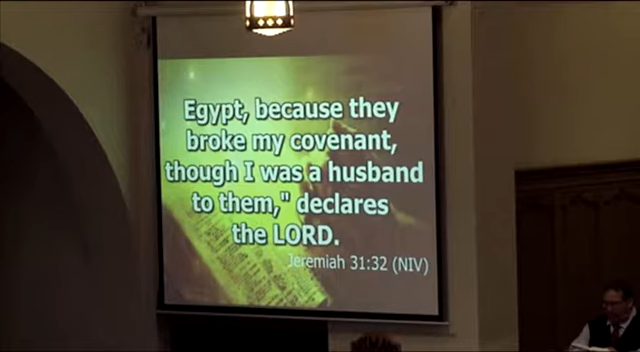 Egypt, because they
broke my covenant,
though I was a husband
to them," declares
the LORD.
Jeremiah 31:32 (NIV)